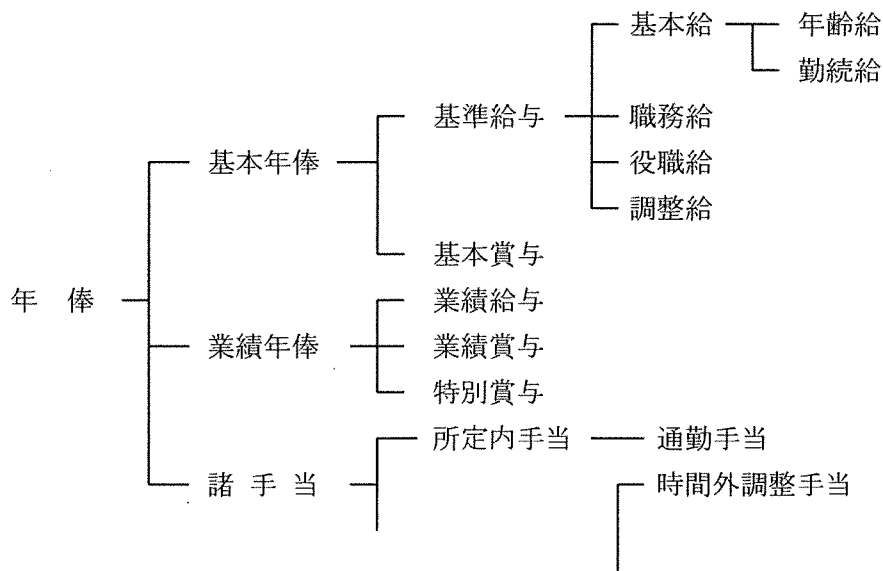 基本給 年齢給
勤続給
基準給与 職務給
基本年俸 役職給
調整給
基本賞与
年 俸 業績給与
業績年俸 業績賞与
特別賞与
所定内手当 通勤手当
諸 手 当 時間外調整手当